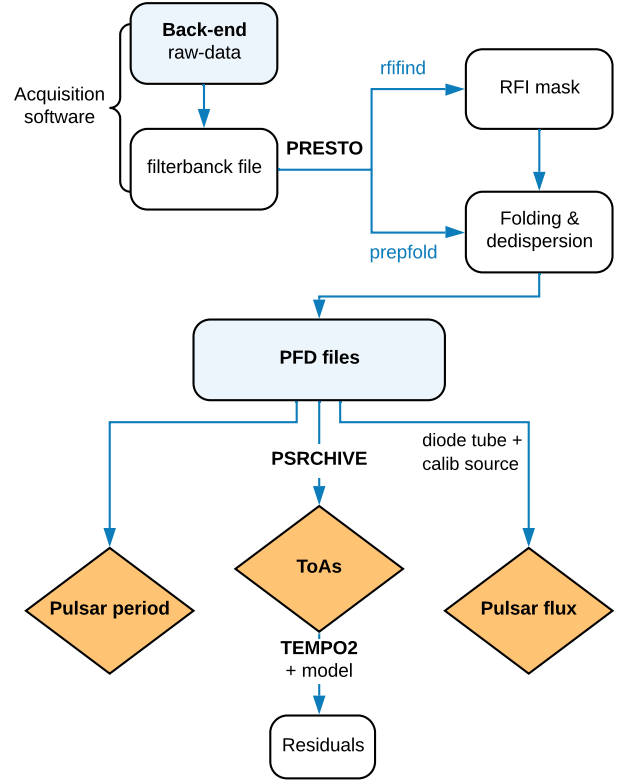 Back-end
raw-data
Acquisition
software
filterbanck file
PRESTO
rfifind
RFI mask
Folding &
dedispersion
prepfold
PFD files
PSRCHIVE
diode tube +
calib source
Pulsar period
ToAs
Pulsar flux
TEMPO2
+ model
Residuals